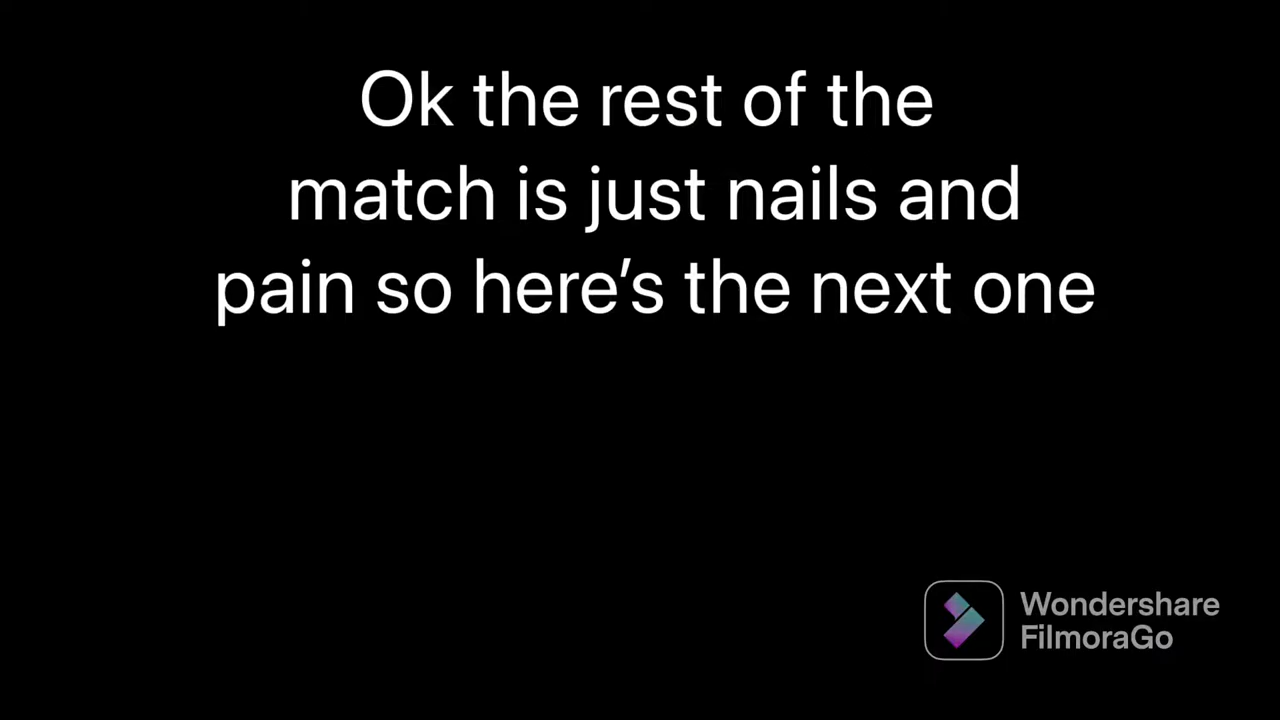 Ok the rest of the
match is just nails and
pain so here’s the next one
Wondershare
FilmoraGo